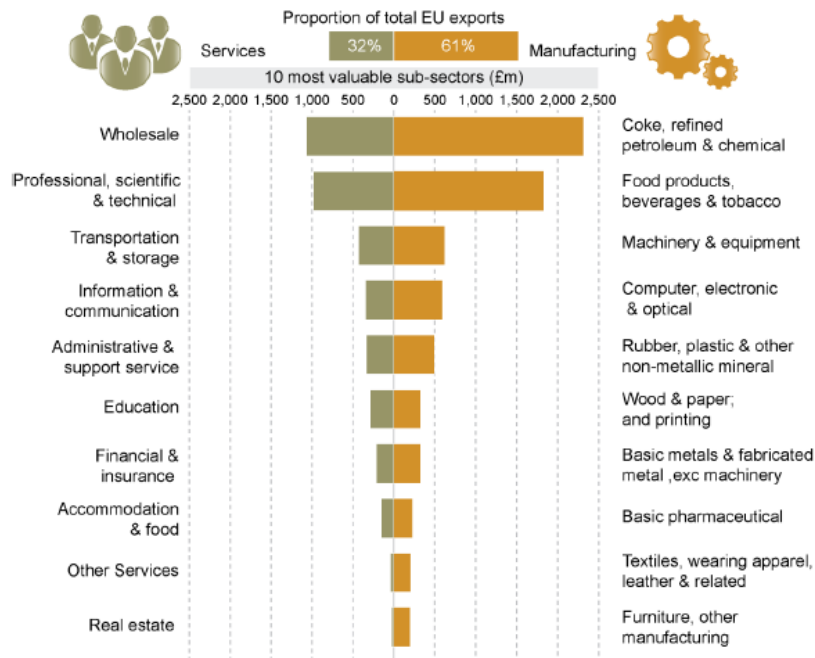 Proportion of total EU exports
Services 32% 61% Manufacturing
10 most valuable sub-sectors (£m)
2,500 2,000 1,500 1,000 500 0 500 1,000 1,500 2,000 2,500
Wholesale
Coke, refined
petroleum & chemical
Professional, scientific
& technical
Food products,
beverages & tobacco
Transportation
& storage
Machinery & equipment
Information &
communication
Computer, electronic
& optical
Administrative &
support service
Rubber, plastic & other
non-metallic mineral
Education
Wood & paper;
and printing
Financial &
insurance
Basic metals & fabricated
metal ,exc machinery
Accommodation
& food
Basic pharmaceutical
Other Services
Textiles, wearing apparel,
leather & related
Real estate
Furniture, other
manufacturing